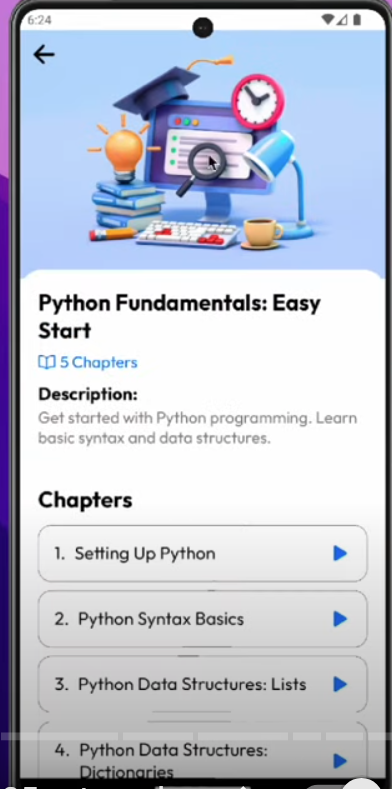 6:24
Python Fundamentals: Easy
Start
5 Chapters
Description:
Get started with Python programming. Learn
basic syntax and data structures.
Chapters
1. Setting Up Python
2. Python Syntax Basics
3. Python Data Structures: Lists
4. Python Data Structures:
Dictionaries